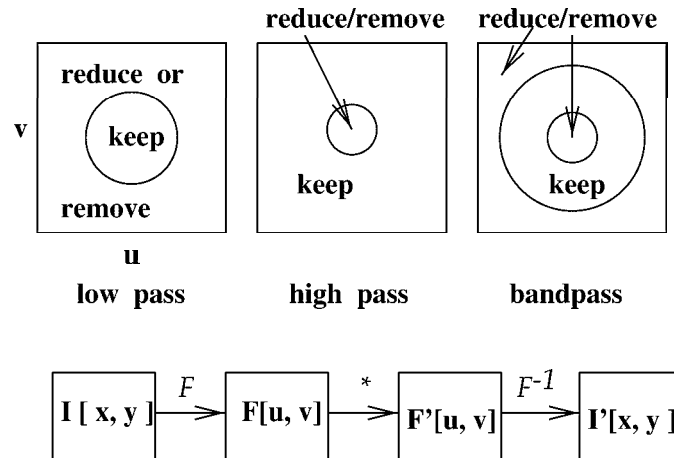 reduce/remove
reduce/remove
reduce or
keep
remove
v
u
keep
keep
low pass
high pass
bandpass
F
*
F-1
I [ x, y ]
F[u, v]
F'[u, v]
I'[x, y ]